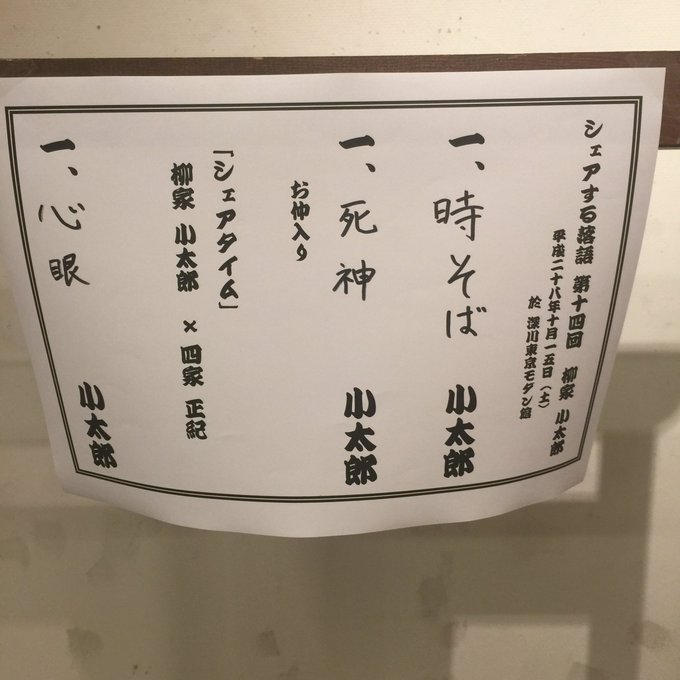 シェアする落語 第十四回 柳家 小太郎
平成二十八年十月一五日（土）
於 深川東京モダン館
一、時そば 小太郎
一、死神 小太郎
お仲入り
「シェアタイム」
柳家 小太郎 × 四家 正紀
一、心眼 小太郎